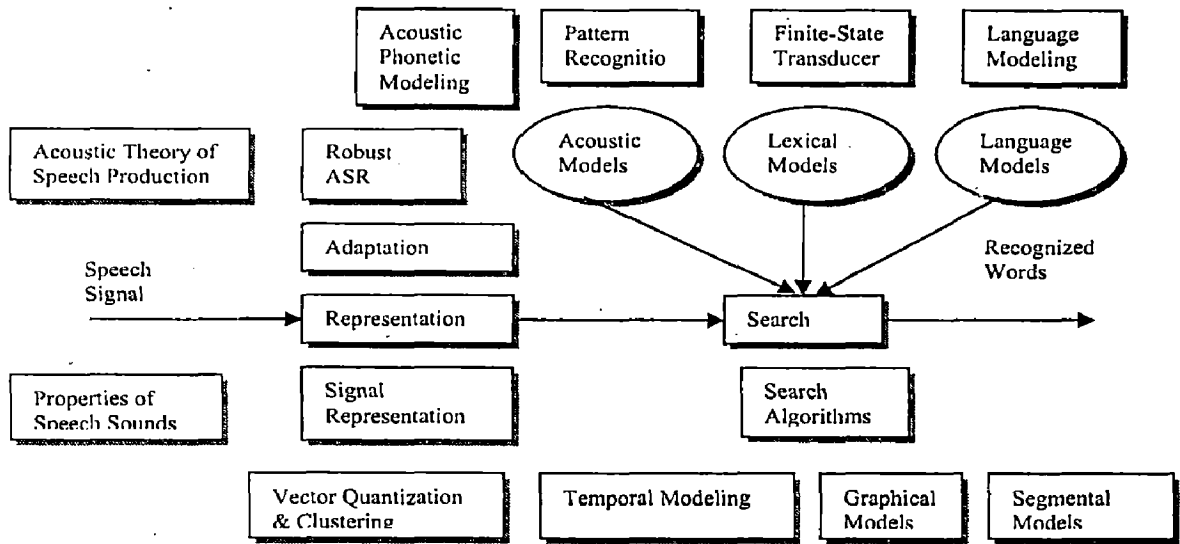 Acoustic
Phonetic
Modeling
Pattern
Recognitio
Finite-State
Transducer
Language
Modeling
Acoustic Theory of
Speech Production
Robust
ASR
Acoustic
Models
Lexical
Models
Language
Models
Adaptation
Speech
Signal
Recognized
Words
Representation
Search
Properties of
Speech Sounds
Signal
Representation
Search
Algorithms
Vector Quantization
& Clustering
Temporal Modeling
Graphical
Models
Segmental
Models